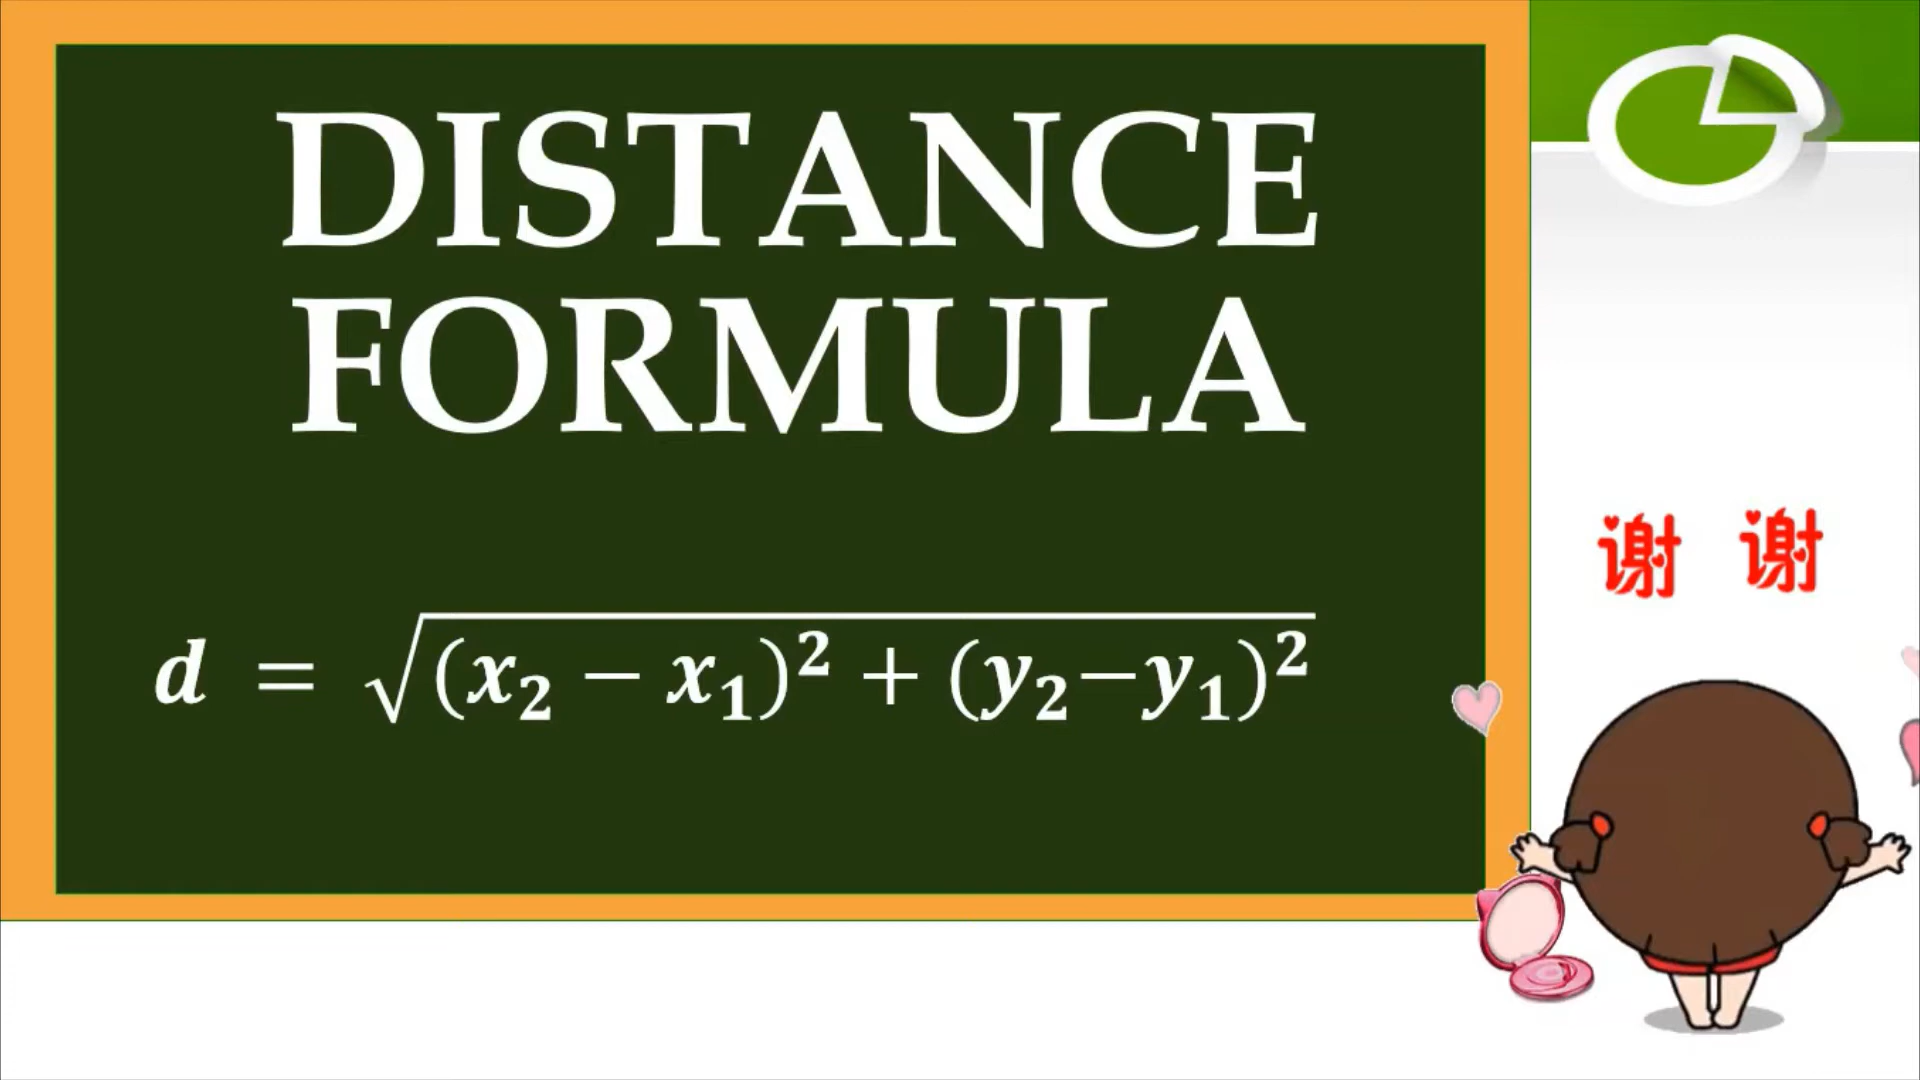 DISTANCE
FORMULA
d = √(x₂ − x₁)² + (y₂−y₁)²
谢 谢